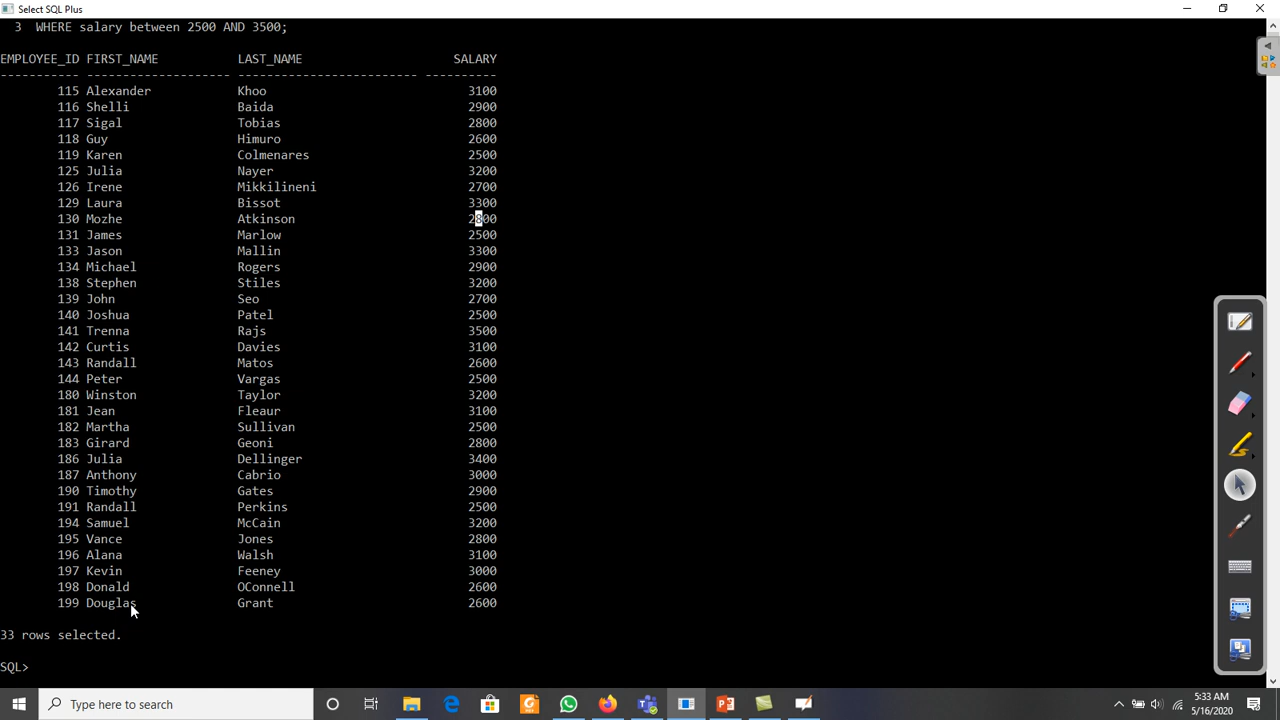 Select SQL Plus
  3  WHERE salary between 2500 AND 3500;
EMPLOYEE_ID FIRST_NAME           LAST_NAME                     SALARY
----------- -------------------- ------------------------- ----------
        115 Alexander            Khoo                            3100
        116 Shelli               Baida                           2900
        117 Sigal                Tobias                          2800
        118 Guy                  Himuro                          2600
        119 Karen                Colmenares                      2500
        125 Julia                Nayer                           3200
        126 Irene                Mikkilineni                     2700
        129 Laura                Bissot                          3300
        130 Mozhe                Atkinson                        2800
        131 James                Marlow                          2500
        133 Jason                Mallin                          3300
        134 Michael              Rogers                          2900
        138 Stephen              Stiles                          3200
        139 John                 Seo                             2700
        140 Joshua               Patel                           2500
        141 Trenna               Rajs                            3500
        142 Curtis               Davies                          3100
        143 Randall              Matos                           2600
        144 Peter                Vargas                          2500
        180 Winston              Taylor                          3200
        181 Jean                 Fleaur                          3100
        182 Martha               Sullivan                        2500
        183 Girard               Geoni                           2800
        186 Julia                Dellinger                       3400
        187 Anthony              Cabrio                          3000
        190 Timothy              Gates                           2900
        191 Randall              Perkins                         2500
        194 Samuel               McCain                          3200
        195 Vance                Jones                           2800
        196 Alana                Walsh                           3100
        197 Kevin                Feeney                          3000
        198 Donald               OConnell                        2600
        199 Douglas              Grant                           2600
33 rows selected.
SQL>
Type here to search
5:33 AM
5/16/2020